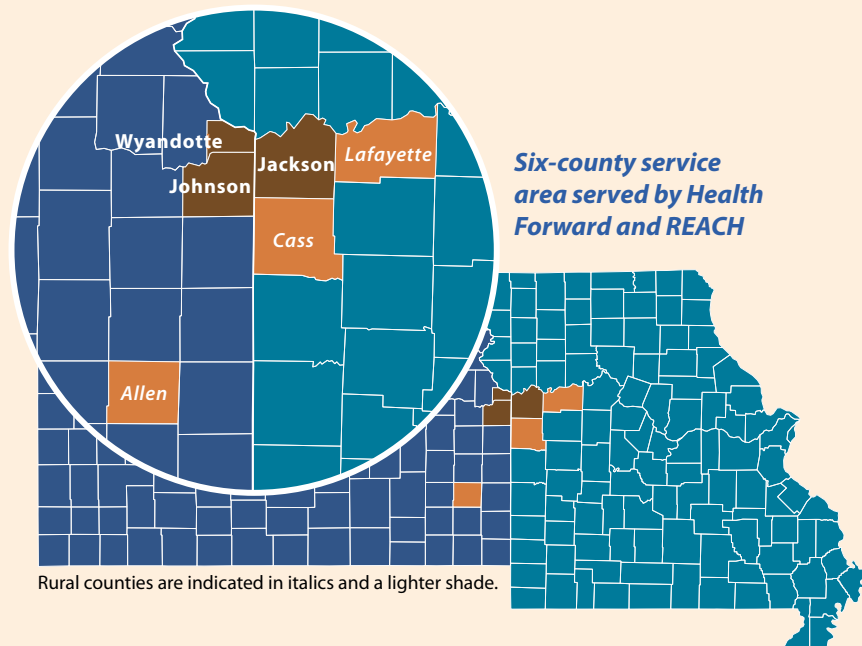 Wyandotte
Johnson
Jackson
Lafayette
Cass
Allen
Six-county service
area served by Health
Forward and REACH
Rural counties are indicated in italics and a lighter shade.